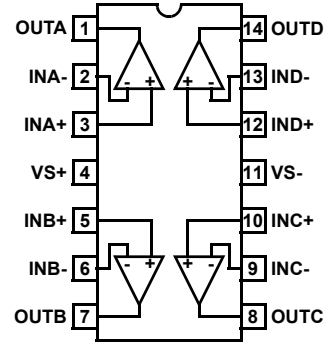 OUTA 1 14 OUTD
INA- 2 - + + - 13 IND-
INA+ 3 12 IND+
VS+ 4 11 VS-
INB+ 5 10 INC+
INB- 6 - + + - 9 INC-
OUTB 7 8 OUTC